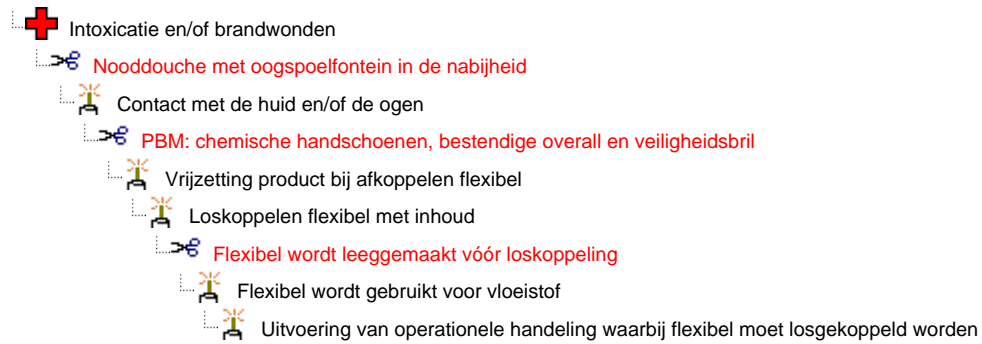 Intoxicatie en/of brandwonden
Nooddouche met oogspoelfontein in de nabijheid
Contact met de huid en/of de ogen
PBM: chemische handschoenen, bestendige overall en veiligheidsbril
Vrijzetting product bij afkoppelen flexibel
Loskoppelen flexibel met inhoud
Flexibel wordt leeggemaakt vóór loskoppeling
Flexibel wordt gebruikt voor vloeistof
Uitvoering van operationele handeling waarbij flexibel moet losgekoppeld worden